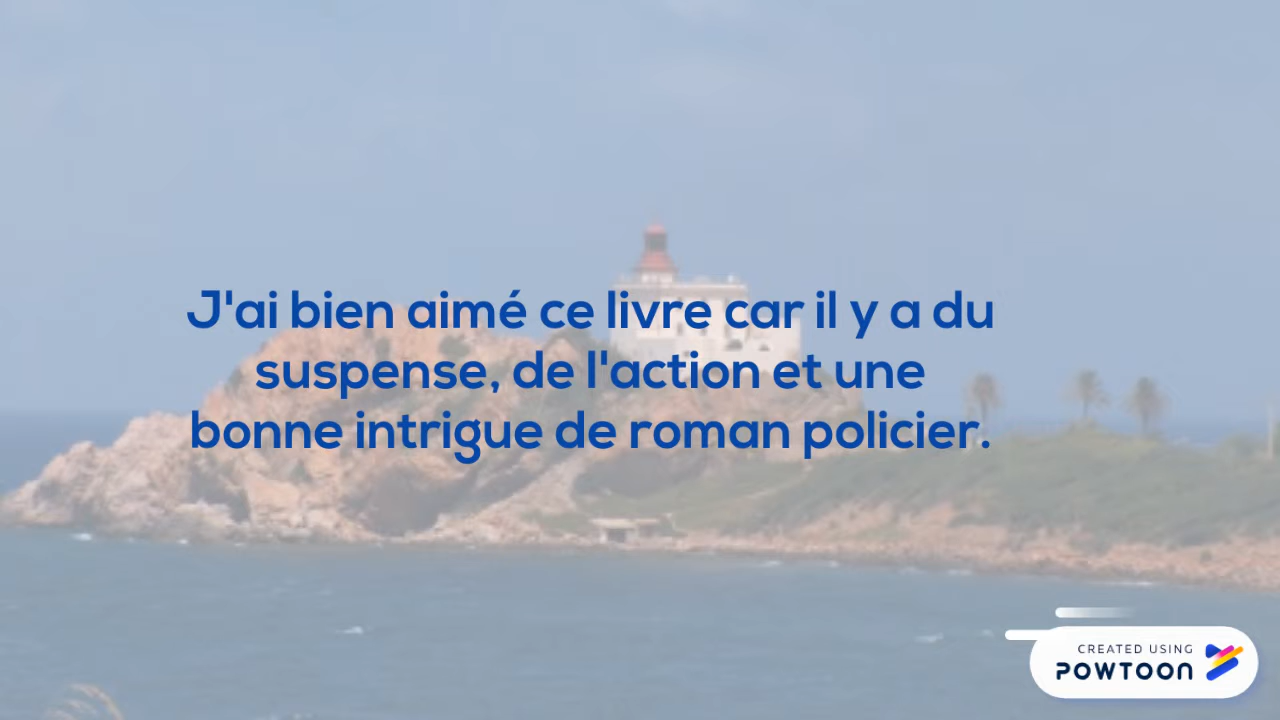 J'ai bien aimé ce livre car il y a du
suspense, de l'action et une
bonne intrigue de roman policier.
CREATED USING
POWTOON